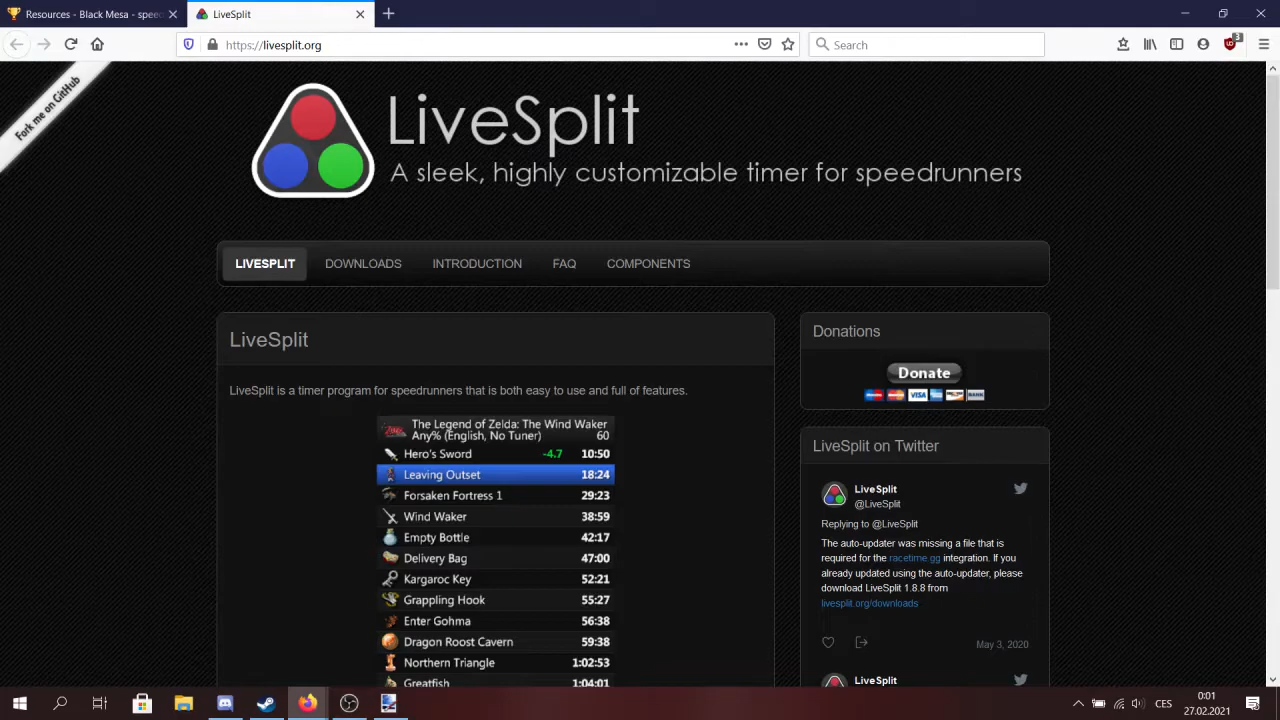 Resources - Black Mesa - speed
LiveSplit
https://livesplit.org
Search
3
Fork me on GitHub
LiveSplit
A sleek, highly customizable timer for speedrunners
LIVESPLIT
DOWNLOADS
INTRODUCTION
FAQ
COMPONENTS
LiveSplit
LiveSplit is a timer program for speedrunners that is both easy to use and full of features.
The Legend of Zelda: The Wind Waker
Any% (English, No Tuner) 60
Hero's Sword -4.7 10:50
Leaving Outset 18:24
Forsaken Fortress 1 29:23
Wind Waker 38:59
Empty Bottle 42:17
Delivery Bag 47:00
Kargaroc Key 52:21
Grappling Hook 55:27
Enter Gohma 56:38
Dragon Roost Cavern 59:38
Northern Triangle 1:02:53
Greatfish 1:04:01
Donations
Donate
VISA
BANK
LiveSplit on Twitter
LiveSplit
@LiveSplit
Replying to @LiveSplit
The auto-updater was missing a file that is
required for the racetime.gg integration. If you
already updated using the auto-updater, please
download LiveSplit 1.8.8 from
livesplit.org/downloads
May 3, 2020
LiveSplit
CES
0:01
27.02.2021